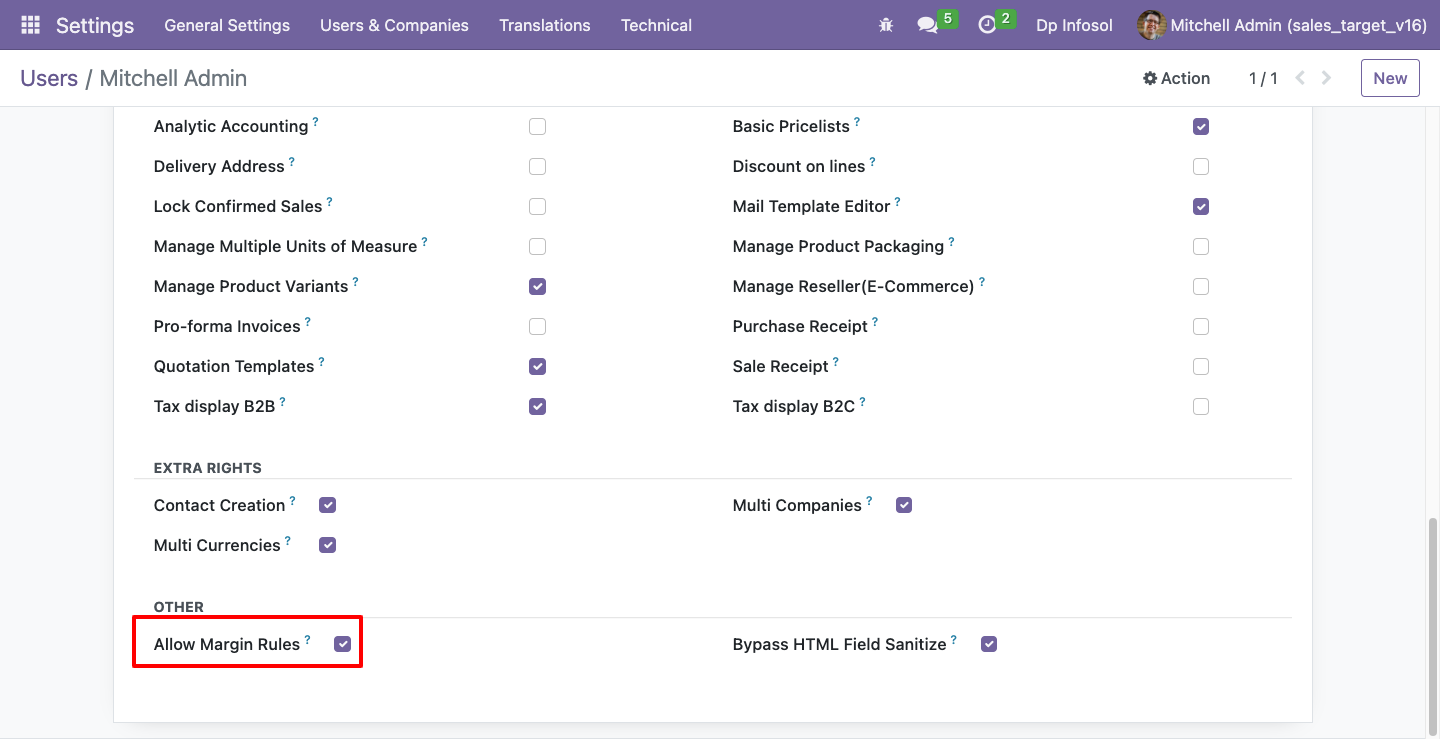 Settings General Settings Users & Companies Translations Technical 5 2 Dp Infosol Mitchell Admin (sales_target_v16)
Users / Mitchell Admin Action 1 / 1 New
Analytic Accounting ? Basic Pricelists ?
Delivery Address ? Discount on lines ?
Lock Confirmed Sales ? Mail Template Editor ?
Manage Multiple Units of Measure ? Manage Product Packaging ?
Manage Product Variants ? Manage Reseller(E-Commerce) ?
Pro-forma Invoices ? Purchase Receipt ?
Quotation Templates ? Sale Receipt ?
Tax display B2B ? Tax display B2C ?
EXTRA RIGHTS
Contact Creation ? Multi Companies ?
Multi Currencies ?
OTHER
Allow Margin Rules ? Bypass HTML Field Sanitize ?